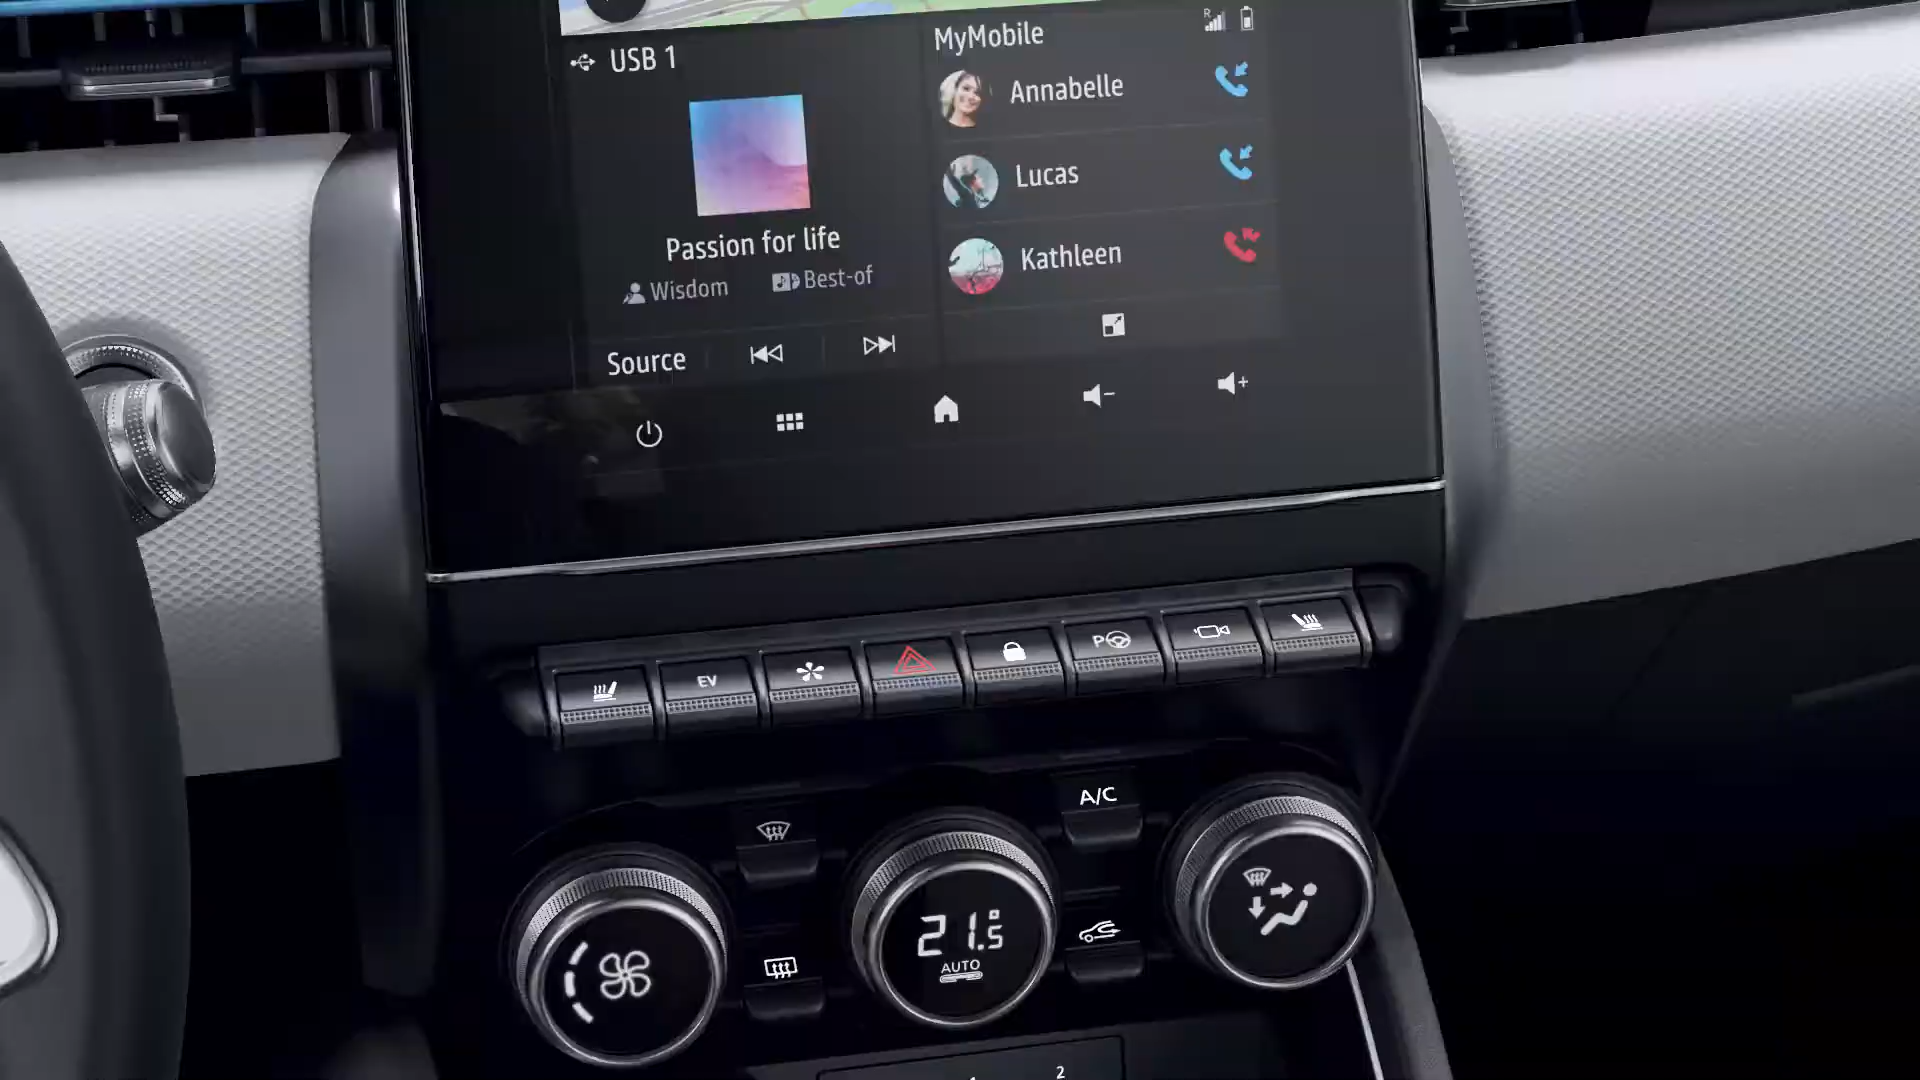 USB 1
Passion for life
Wisdom Best-of
Source
MyMobile
R
Annabelle
Lucas
Kathleen
EV
P
A/C
21.5°
AUTO
2